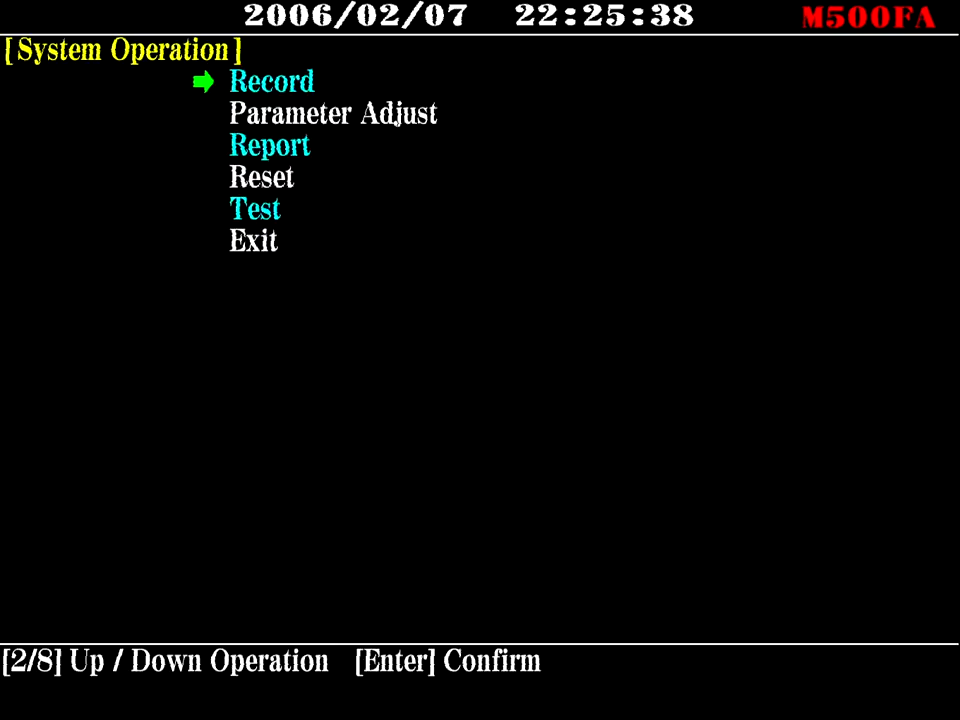 2006/02/07 22:25:38 M500FA
[System Operation]
Record
Parameter Adjust
Report
Reset
Test
Exit
[2/8] Up / Down Operation [Enter] Confirm